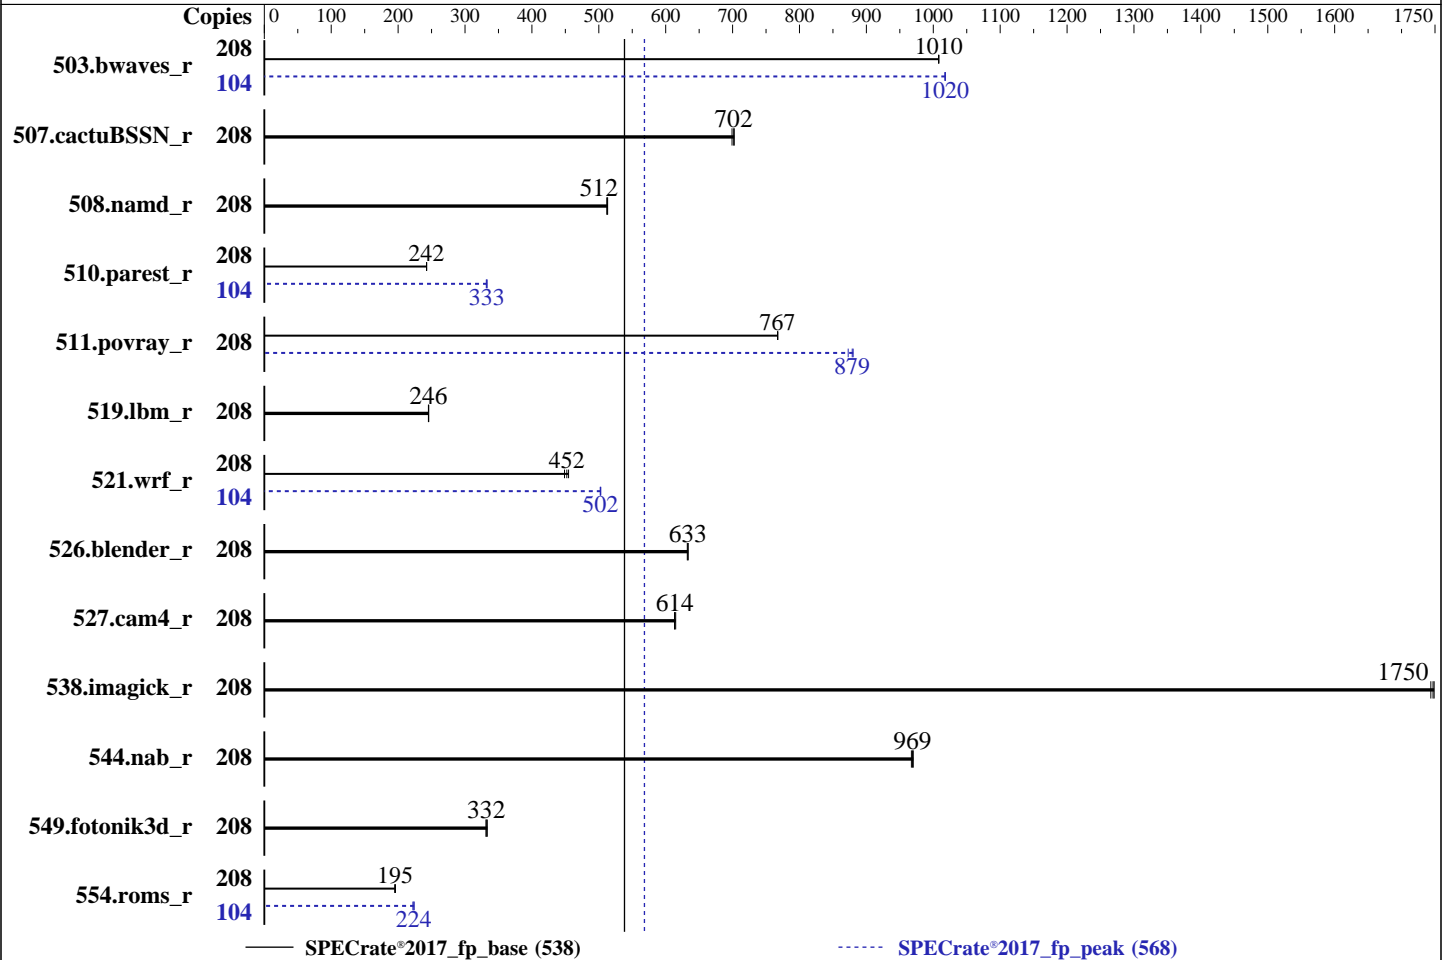 Copies 0 100 200 300 400 500 600 700 800 900 1000 1100 1200 1300 1400 1500 1600 1750
503.bwaves_r 208 1010
104 1020
507.cactuBSSN_r 208 702
508.namd_r 208 512
510.parest_r 208 242
104 333
511.povray_r 208 767
879
519.lbm_r 208 246
521.wrf_r 208 452
104 502
526.blender_r 208 633
527.cam4_r 208 614
538.imagick_r 208 1750
544.nab_r 208 969
549.fotonik3d_r 208 332
554.roms_r 208 195
104 224
SPECrate®2017_fp_base (538) SPECrate®2017_fp_peak (568)